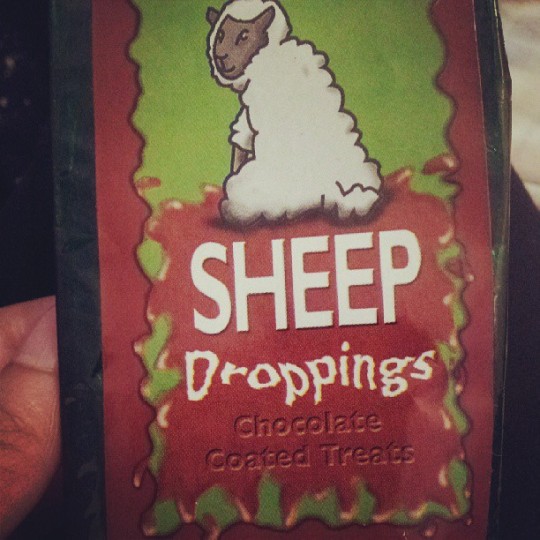 SHEEP
Droppings
Chocolate
Coated Treats